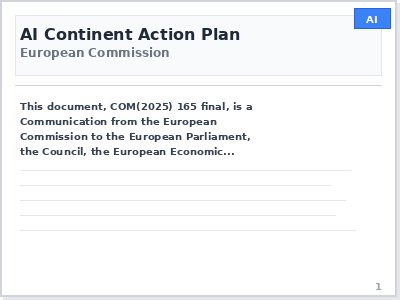 AI
AI Continent Action Plan
European Commission
This document, COM(2025) 165 final, is a
Communication from the European
Commission to the European Parliament,
the Council, the European Economic...
1